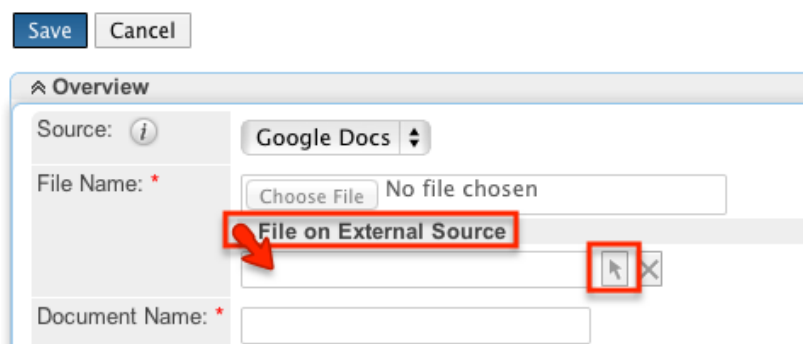 Save Cancel
Overview
Source: i Google Docs
File Name: * Choose File No file chosen
File on External Source
Document Name: *